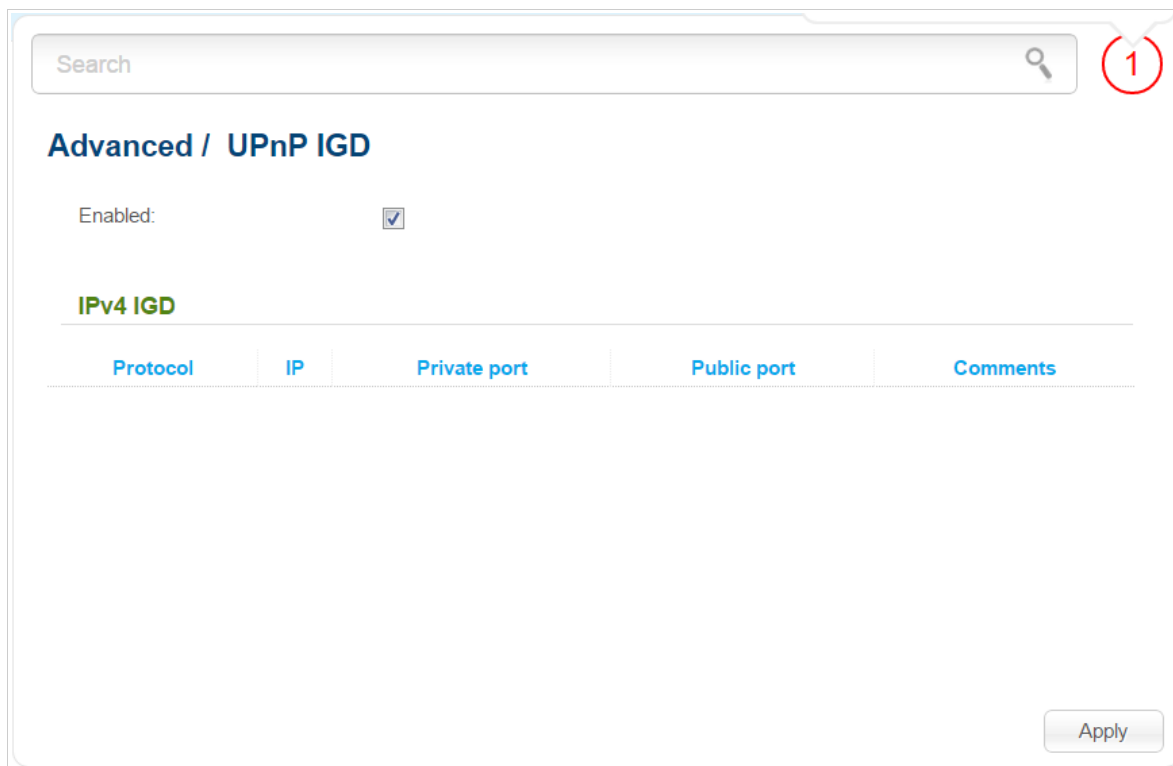 Search
1
Advanced / UPnP IGD
Enabled:
IPv4 IGD
Protocol IP Private port Public port Comments
Apply